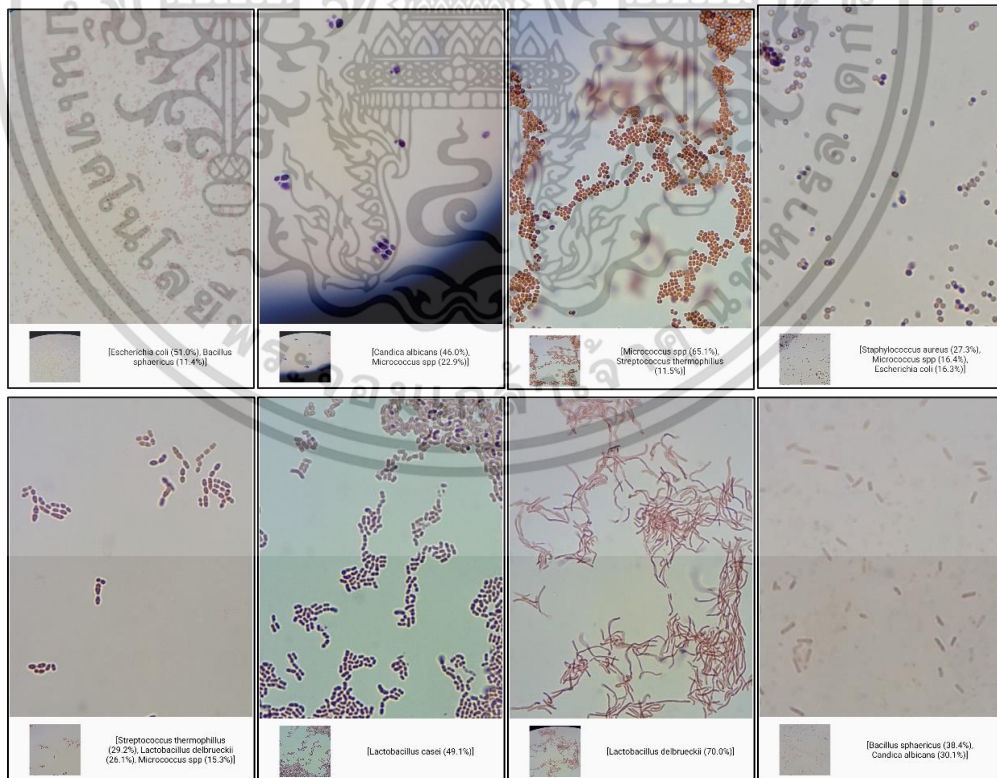 [Escherichia coli (51.0%), Bacillus
sphaericus (11.4%)]
[Candica albicans (46.0%),
Micrococcus spp (22.9%)]
[Micrococcus spp (65.1%),
Streptococcus thermophillus
(11.5%)]
[Staphylococcus aureus (27.3%),
Micrococcus spp (16.4%),
Escherichia coli (16.3%)]
[Streptococcus thermophillus
(29.2%), Lactobacillus delbrueckii
(26.1%), Micrococcus spp (15.3%)]
[Lactobacillus casei (49.1%)]
[Lactobacillus delbrueckii (70.0%)]
[Bacillus sphaericus (38.4%),
Candica albicans (30.1%)]